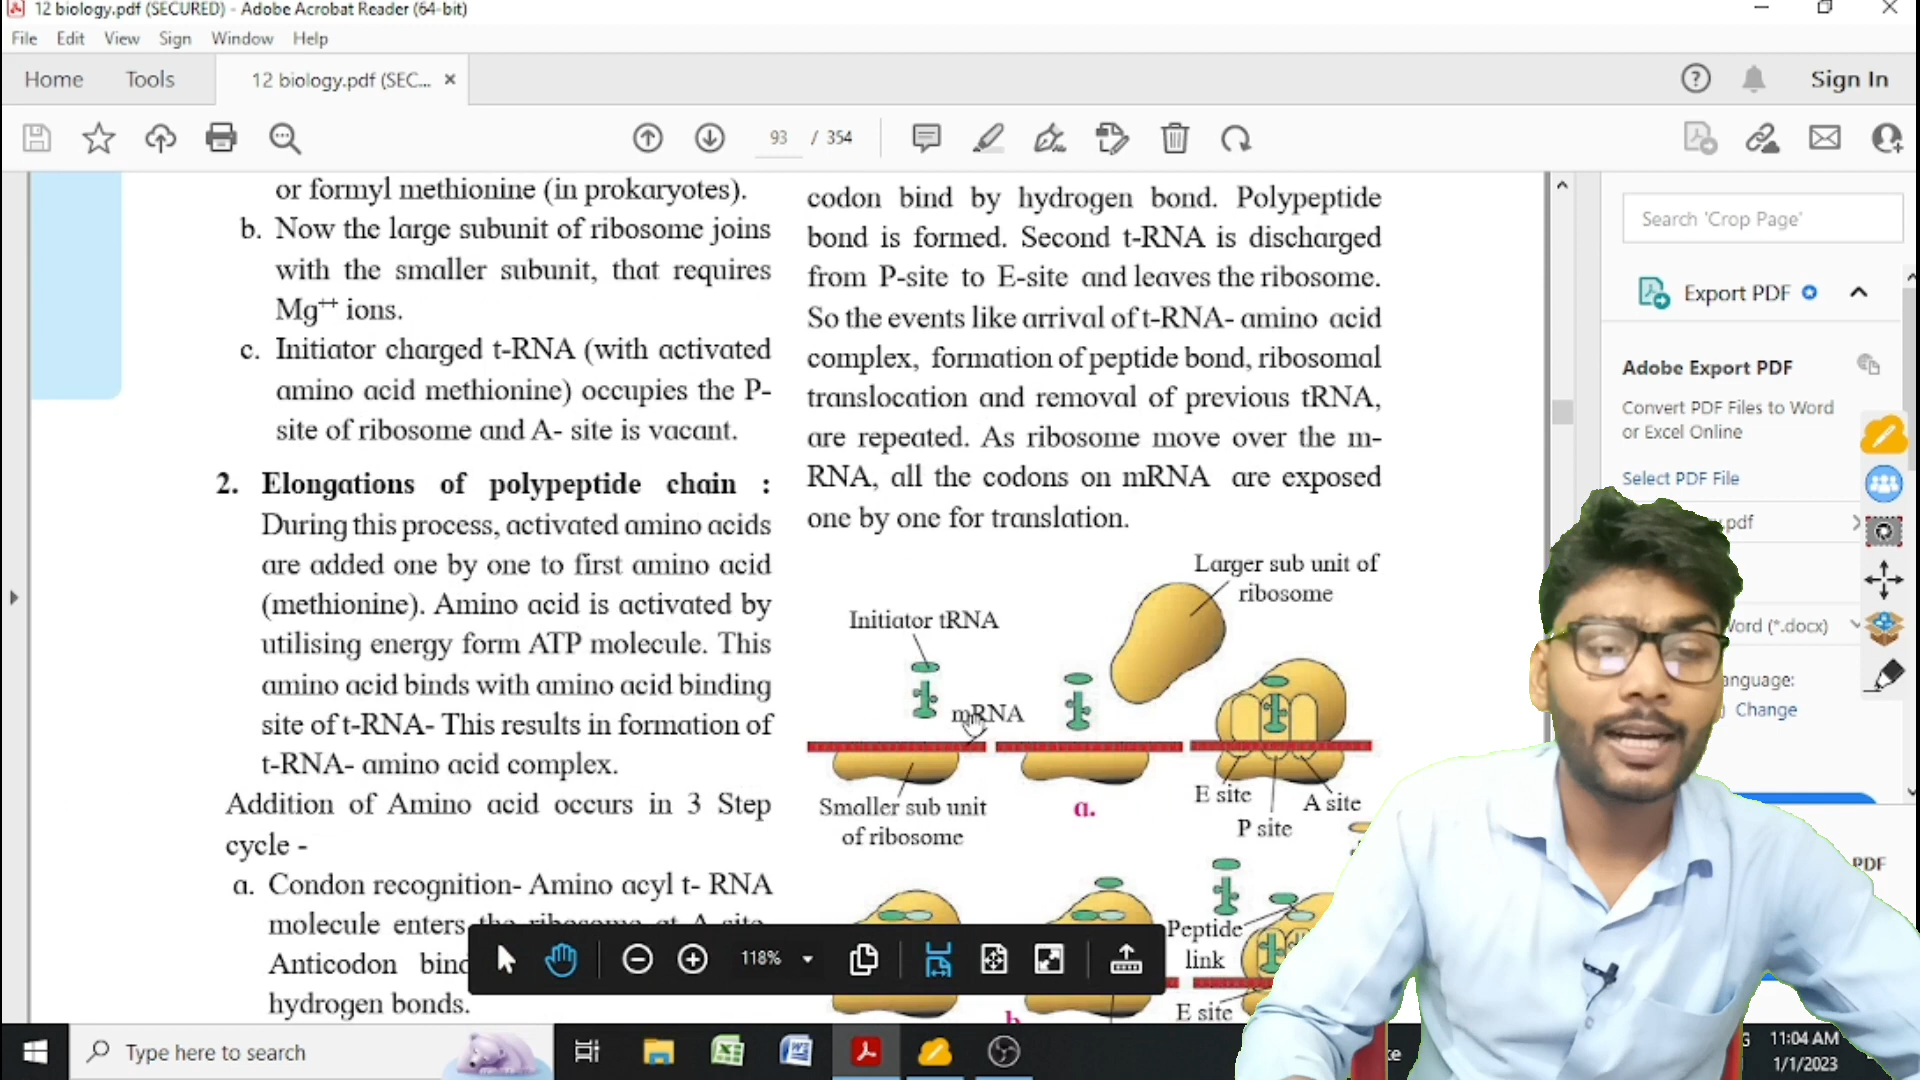 12 biology.pdf (SECURED) - Adobe Acrobat Reader (64-bit)
File Edit View Sign Window Help
Home Tools 12 biology.pdf (SEC... × Sign In
93 / 354
or formyl methionine (in prokaryotes).
b. Now the large subunit of ribosome joins
with the smaller subunit, that requires
Mg++ ions.
c. Initiator charged t-RNA (with activated
amino acid methionine) occupies the P-
site of ribosome and A- site is vacant.
2. Elongations of polypeptide chain :
During this process, activated amino acids
are added one by one to first amino acid
(methionine). Amino acid is activated by
utilising energy form ATP molecule. This
amino acid binds with amino acid binding
site of t-RNA- This results in formation of
t-RNA- amino acid complex.
Addition of Amino acid occurs in 3 Step
cycle -
a. Condon recognition- Amino acyl t- RNA
molecule enters the ribosome at A-site
Anticodon bind
hydrogen bonds.
codon bind by hydrogen bond. Polypeptide
bond is formed. Second t-RNA is discharged
from P-site to E-site and leaves the ribosome.
So the events like arrival of t-RNA- amino acid
complex, formation of peptide bond, ribosomal
translocation and removal of previous tRNA,
are repeated. As ribosome move over the m-
RNA, all the codons on mRNA are exposed
one by one for translation.
Larger sub unit of
ribosome
Initiator tRNA
mRNA
Smaller sub unit
of ribosome
a.
E site
P site
A site
Peptide
link
E site
b
118%
Search 'Crop Page'
Export PDF
Adobe Export PDF
Convert PDF Files to Word
or Excel Online
Select PDF File
.pdf
Word (*.docx)
anguage:
Change
PDF
Type here to search
11:04 AM
1/1/2023